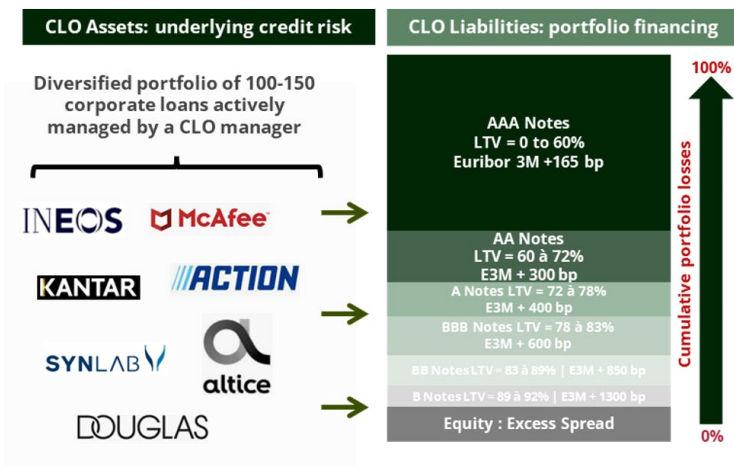 CLO Assets: underlying credit risk
CLO Liabilities: portfolio financing
Diversified portfolio of 100-150
corporate loans actively
managed by a CLO manager
INEOS
McAfee
KANTAR
ACTION
SYNLAB
altice
DOUGLAS
AAA Notes
LTV = 0 to 60%
Euribor 3M +165 bp
AA Notes
LTV = 60 à 72%
E3M + 300 bp
A Notes LTV = 72 à 78%
E3M + 400 bp
BBB Notes LTV = 78 à 83%
E3M + 600 bp
BB Notes LTV = 83 à 89% | E3M + 850 bp
B Notes LTV = 89 à 92% | E3M + 1300 bp
Equity : Excess Spread
100%
Cumulative portfolio losses
0%